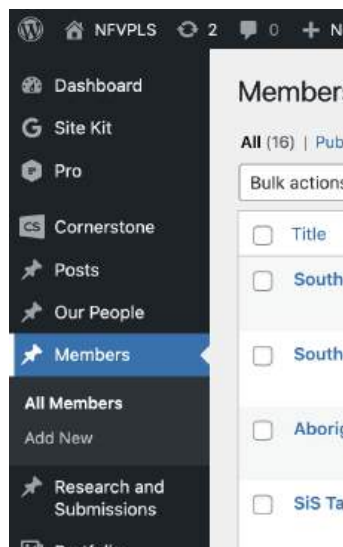 NFVPLS 2 0
Dashboard
Site Kit
Pro
Cornerstone
Posts
Our People
Members
All Members
Add New
Research and
Submissions
Members
All (16) | Pub
Bulk actions
Title
South
South
Aborig
SiS Ta